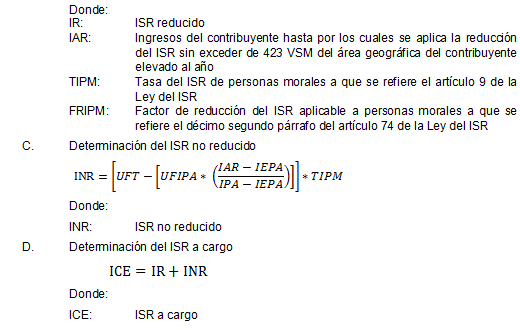 Donde:
IR: ISR reducido
IAR: Ingresos del contribuyente hasta por los cuales se aplica la reducción
del ISR sin exceder de 423 VSM del área geográfica del contribuyente
elevado al año
TIPM: Tasa del ISR de personas morales a que se refiere el artículo 9 de la
Ley del ISR
FRIPM: Factor de reducción del ISR aplicable a personas morales a que se
refiere el décimo segundo párrafo del artículo 74 de la Ley del ISR
C. Determinación del ISR no reducido
INR = [UFT − [UFIPA * ((IAR − IEPA)/(IPA − IEPA))]] * TIPM
Donde:
INR: ISR no reducido
D. Determinación del ISR a cargo
ICE = IR + INR
Donde:
ICE: ISR a cargo